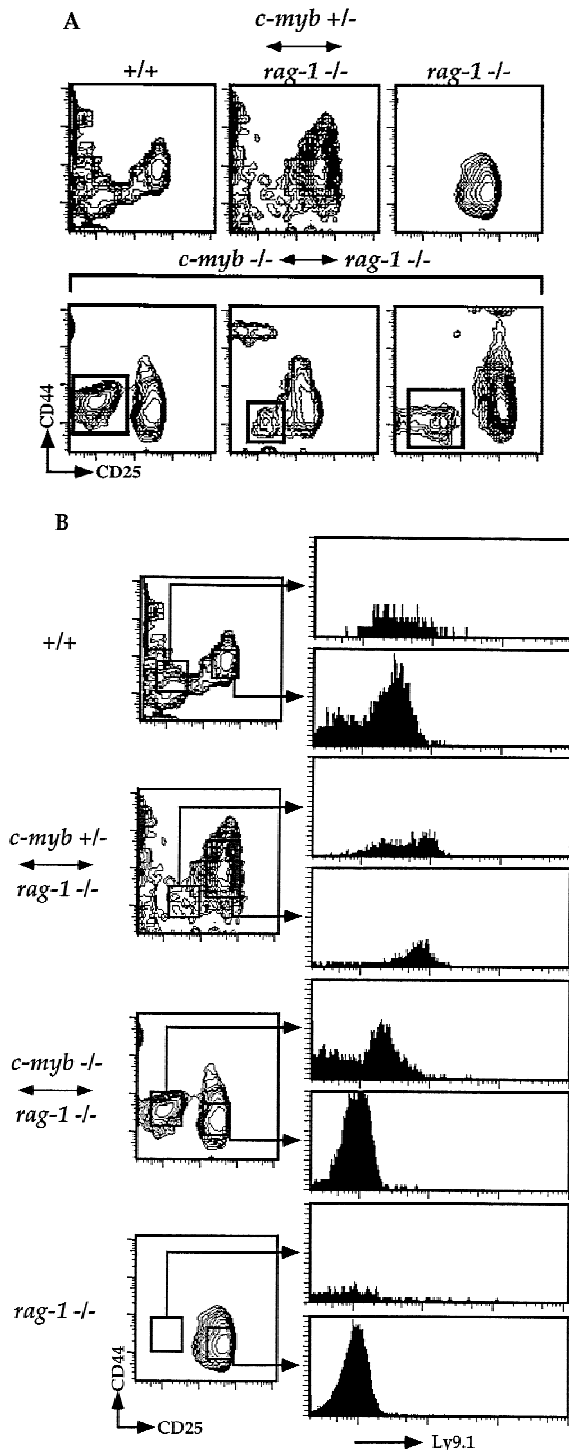 A
c-myb +/-
+/+
rag-1 -/-
rag-1 -/-
c-myb -/-
rag-1 -/-
CD44
CD25
B
+/+
c-myb +/-
rag-1 -/-
c-myb -/-
rag-1 -/-
rag-1 -/-
CD44
CD25
Ly9.1